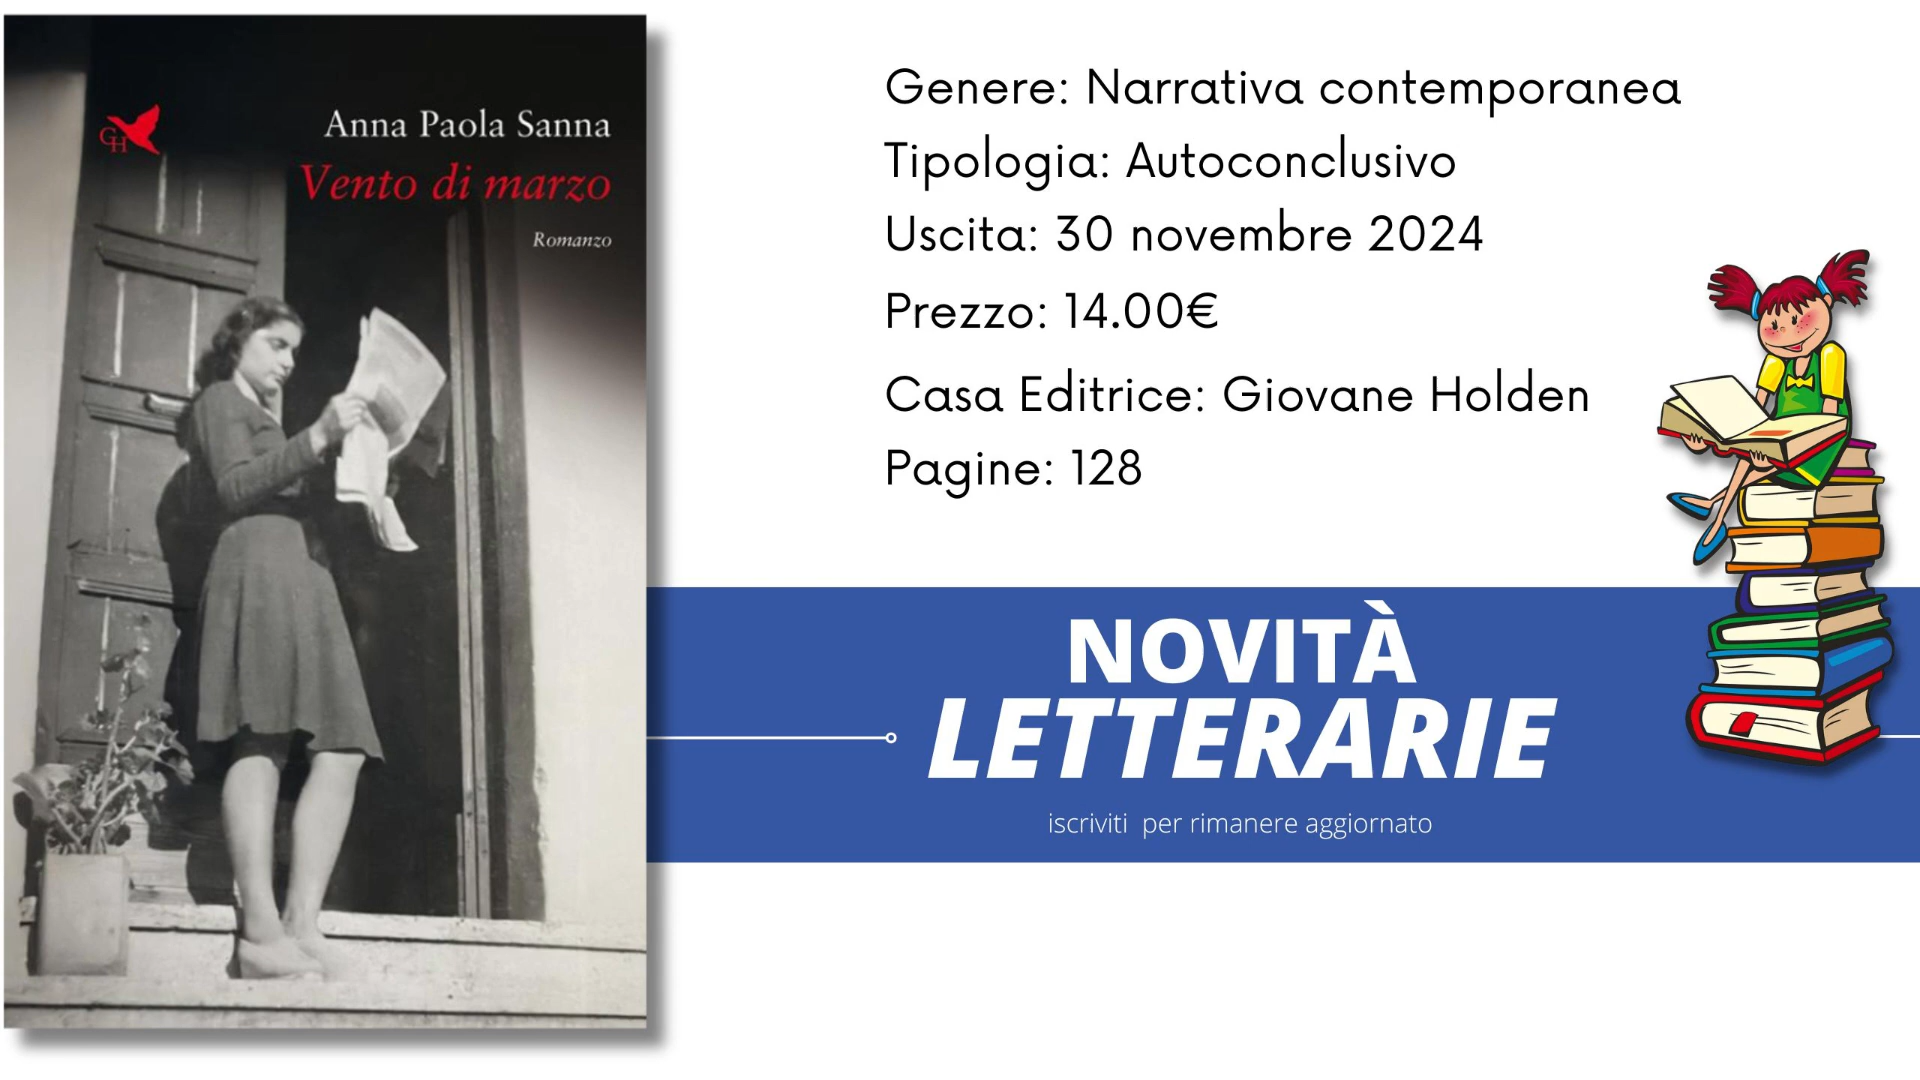 GH
Anna Paola Sanna
Vento di marzo
Romanzo
Genere: Narrativa contemporanea
Tipologia: Autoconclusivo
Uscita: 30 novembre 2024
Prezzo: 14.00€
Casa Editrice: Giovane Holden
Pagine: 128
NOVITÀ
LETTERARIE
iscriviti  per rimanere aggiornato